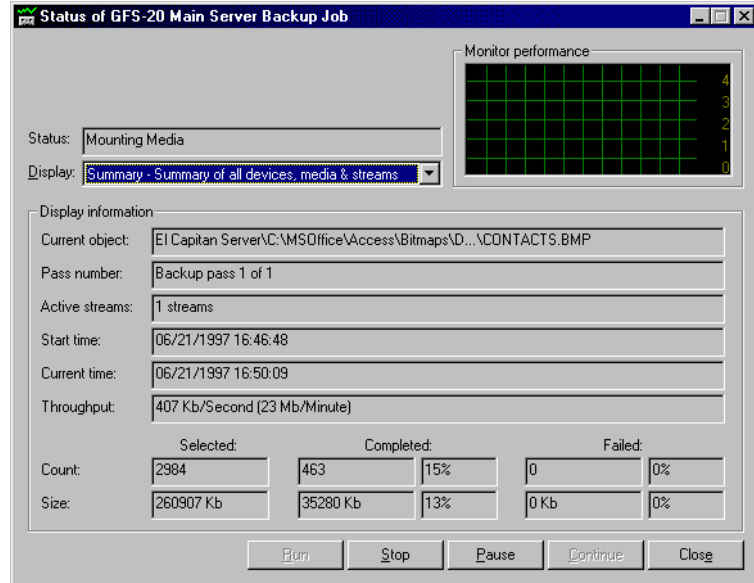 Status of GFS-20 Main Server Backup Job
Monitor performance
4
3
2
1
0
Status: Mounting Media
Display: Summary - Summary of all devices, media & streams
Display information
Current object: El Capitan Server\C:\MSOffice\Access\Bitmaps\D...\CONTACTS.BMP
Pass number: Backup pass 1 of 1
Active streams: 1 streams
Start time: 06/21/1997 16:46:48
Current time: 06/21/1997 16:50:09
Throughput: 407 Kb/Second (23 Mb/Minute)
Selected: Completed: Failed:
Count: 2984 463 15% 0 0%
Size: 260907 Kb 35280 Kb 13% 0 Kb 0%
Run Stop Pause Continue Close